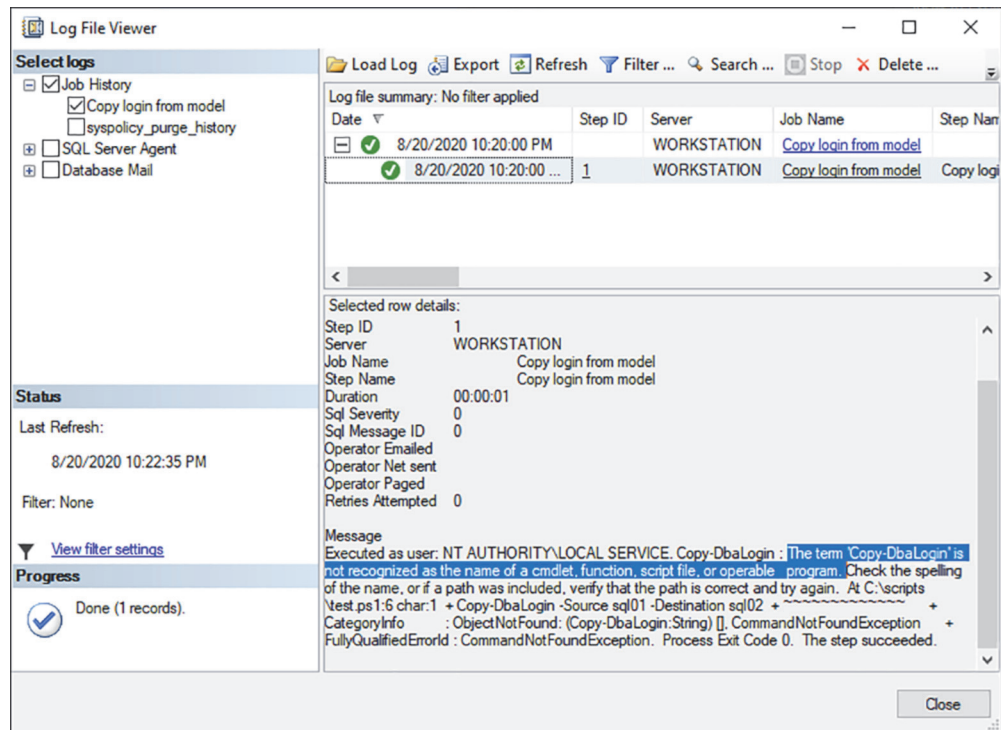 Log File Viewer
Select logs
Job History
Copy login from model
syspolicy_purge_history
SQL Server Agent
Database Mail
Status
Last Refresh:
8/20/2020 10:22:35 PM
Filter: None
View filter settings
Progress
Done (1 records).
Load Log Export Refresh Filter ... Search ... Stop Delete ...
Log file summary: No filter applied
Date Step ID Server Job Name Step Nam
8/20/2020 10:20:00 PM WORKSTATION Copy login from model
8/20/2020 10:20:00 ... 1 WORKSTATION Copy login from model Copy logi
Selected row details:
Step ID 1
Server WORKSTATION
Job Name Copy login from model
Step Name Copy login from model
Duration 00:00:01
Sql Severity 0
Sql Message ID 0
Operator Emailed
Operator Net sent
Operator Paged
Retries Attempted 0
Message
Executed as user: NT AUTHORITY\LOCAL SERVICE. Copy-DbaLogin : The term 'Copy-DbaLogin' is
not recognized as the name of a cmdlet, function, script file, or operable program. Check the spelling
of the name, or if a path was included, verify that the path is correct and try again. At C:\scripts
\test.ps1:6 char:1 + Copy-DbaLogin -Source sql01 -Destination sql02 + ~~~~~~~~~~~~~ +
CategoryInfo : ObjectNotFound: (Copy-DbaLogin:String) [], CommandNotFoundException +
FullyQualifiedErrorId : CommandNotFoundException. Process Exit Code 0. The step succeeded.
Close